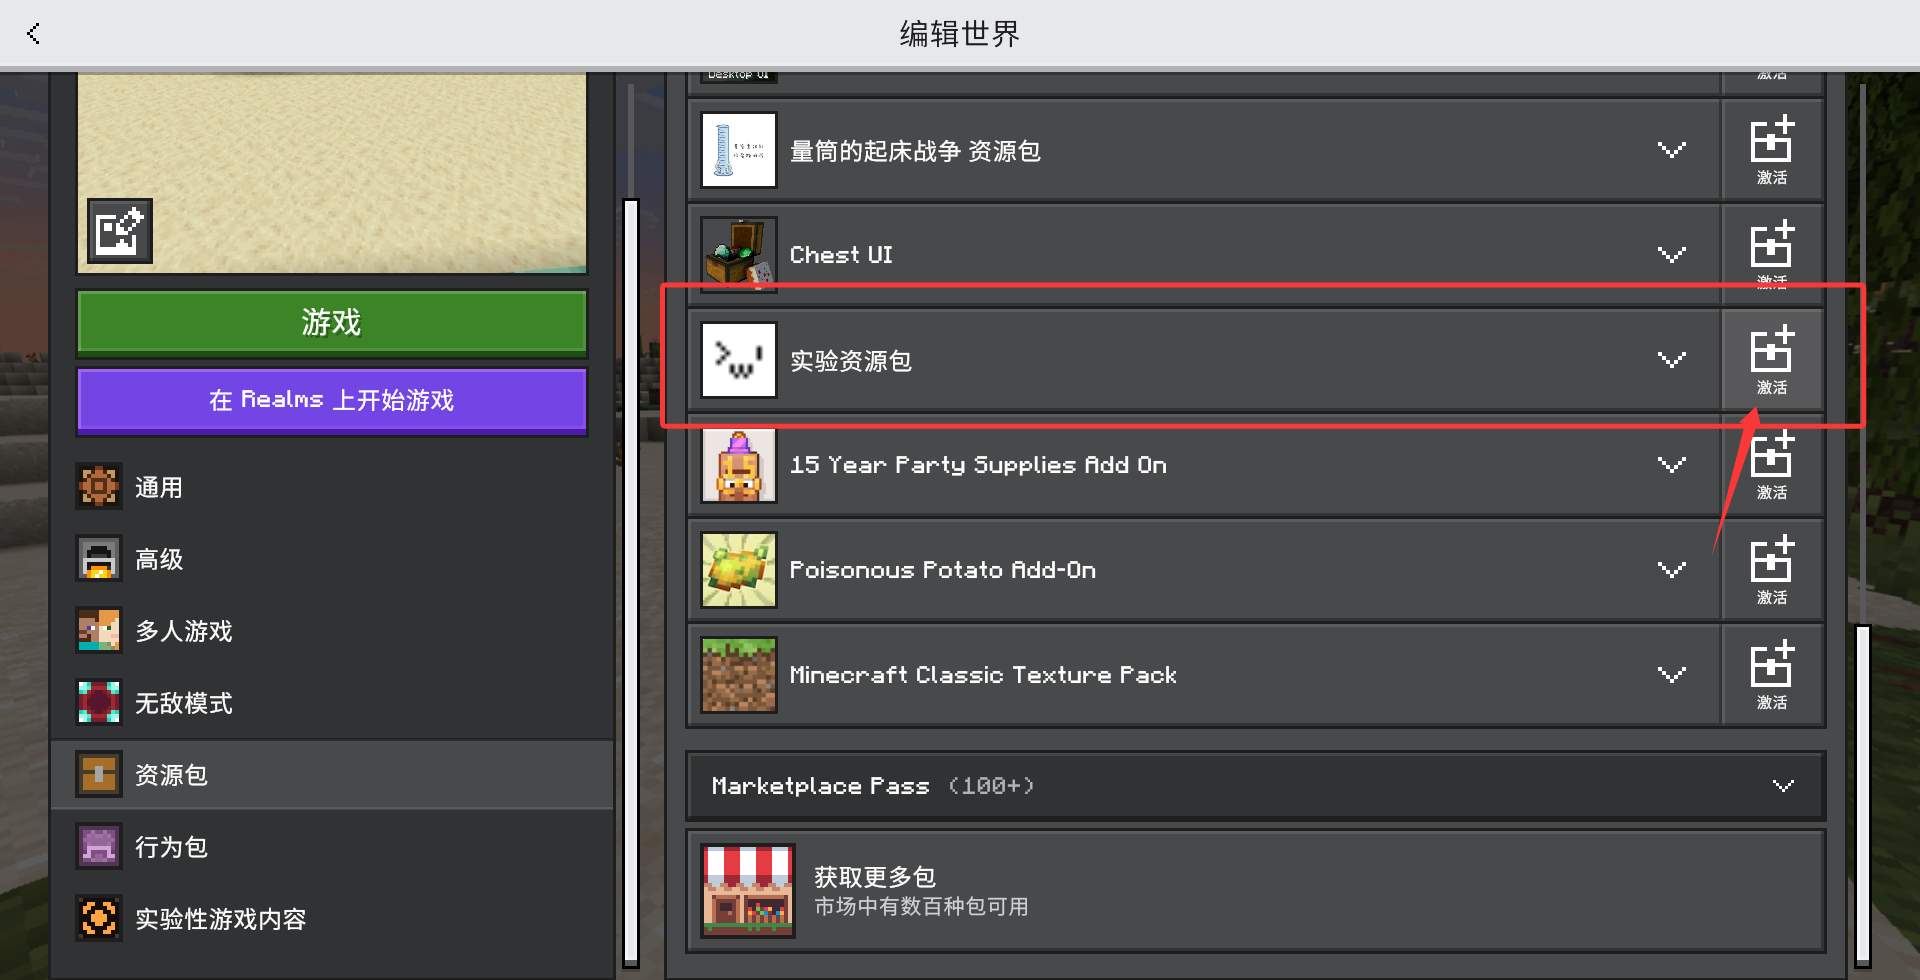 编辑世界
游戏
在 Realms 上开始游戏
通用
高级
多人游戏
无敌模式
资源包
行为包
实验性游戏内容
Desktop UI
激活
量筒的起床战争 资源包
激活
Chest UI
激活
实验资源包
激活
15 Year Party Supplies Add On
激活
Poisonous Potato Add-On
激活
Minecraft Classic Texture Pack
激活
Marketplace Pass (100+)
获取更多包
市场中有数百种包可用